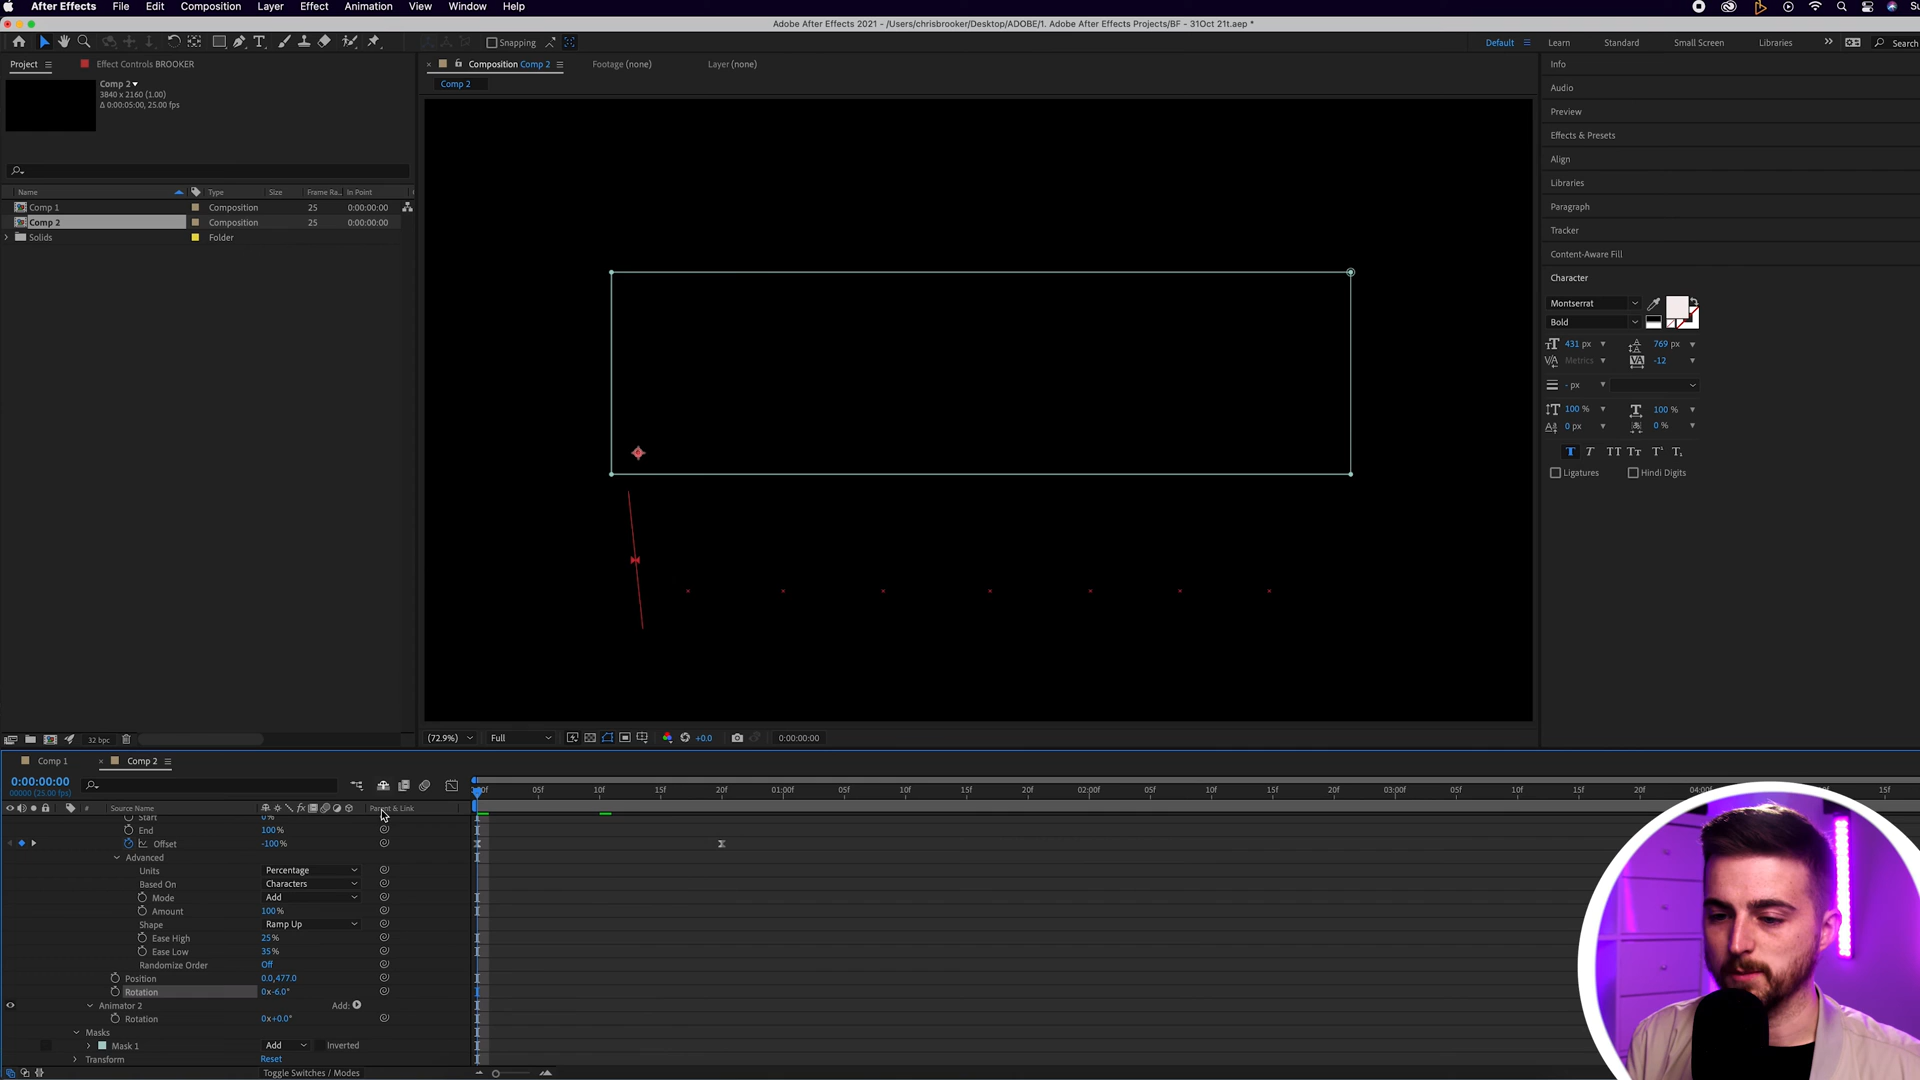 After Effects File Edit Composition Layer Effect Animation View Window Help
Adobe After Effects 2021 - /Users/chrisbrooker/Desktop/ADOBE/1. Adobe After Effects Projects/BF - 31Oct 21t.aep *
Snapping
Default Learn Standard Small Screen Libraries Search
Project Effect Controls BROOKER
Composition Comp 2 Footage (none) Layer (none)
Comp 2
3840 x 2160 (1.00)
Δ 0:00:05:00, 25.00 fps
Comp 2
Name Type Size Frame Ra... In Point
Comp 1 Composition 25 0:00:00:00
Comp 2 Composition 25 0:00:00:00
Solids Folder
Info
Audio
Preview
Effects & Presets
Align
Libraries
Paragraph
Tracker
Content-Aware Fill
Character
Montserrat
Bold
431 px 769 px
Metrics -12
- px
100 % 100 %
0 px 0 %
Ligatures Hindi Digits
32 bpc
(72.9%) Full +0.0 0:00:00:00
Comp 1 Comp 2
0:00:00:00
00000 (25.00 fps)
# Source Name Parent & Link
05f 10f 15f 20f 01:00f 05f 10f 15f 20f 02:00f 05f 10f 15f 20f 03:00f 05f 10f 15f 20f 15f
Start 0%
End 100%
Offset -100%
Advanced
Units Percentage
Based On Characters
Mode Add
Amount 100%
Shape Ramp Up
Ease High 25%
Ease Low 35%
Randomize Order Off
Position 0.0,477.0
Rotation 0x-6.0°
Animator 2 Add:
Rotation 0x+0.0°
Masks
Mask 1 Add Inverted
Transform Reset
Toggle Switches / Modes